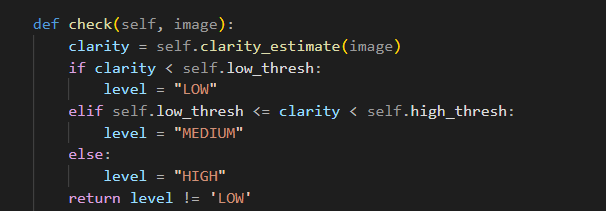 def check(self, image):
    clarity = self.clarity_estimate(image)
    if clarity < self.low_thresh:
        level = "LOW"
    elif self.low_thresh <= clarity < self.high_thresh:
        level = "MEDIUM"
    else:
        level = "HIGH"
    return level != 'LOW'